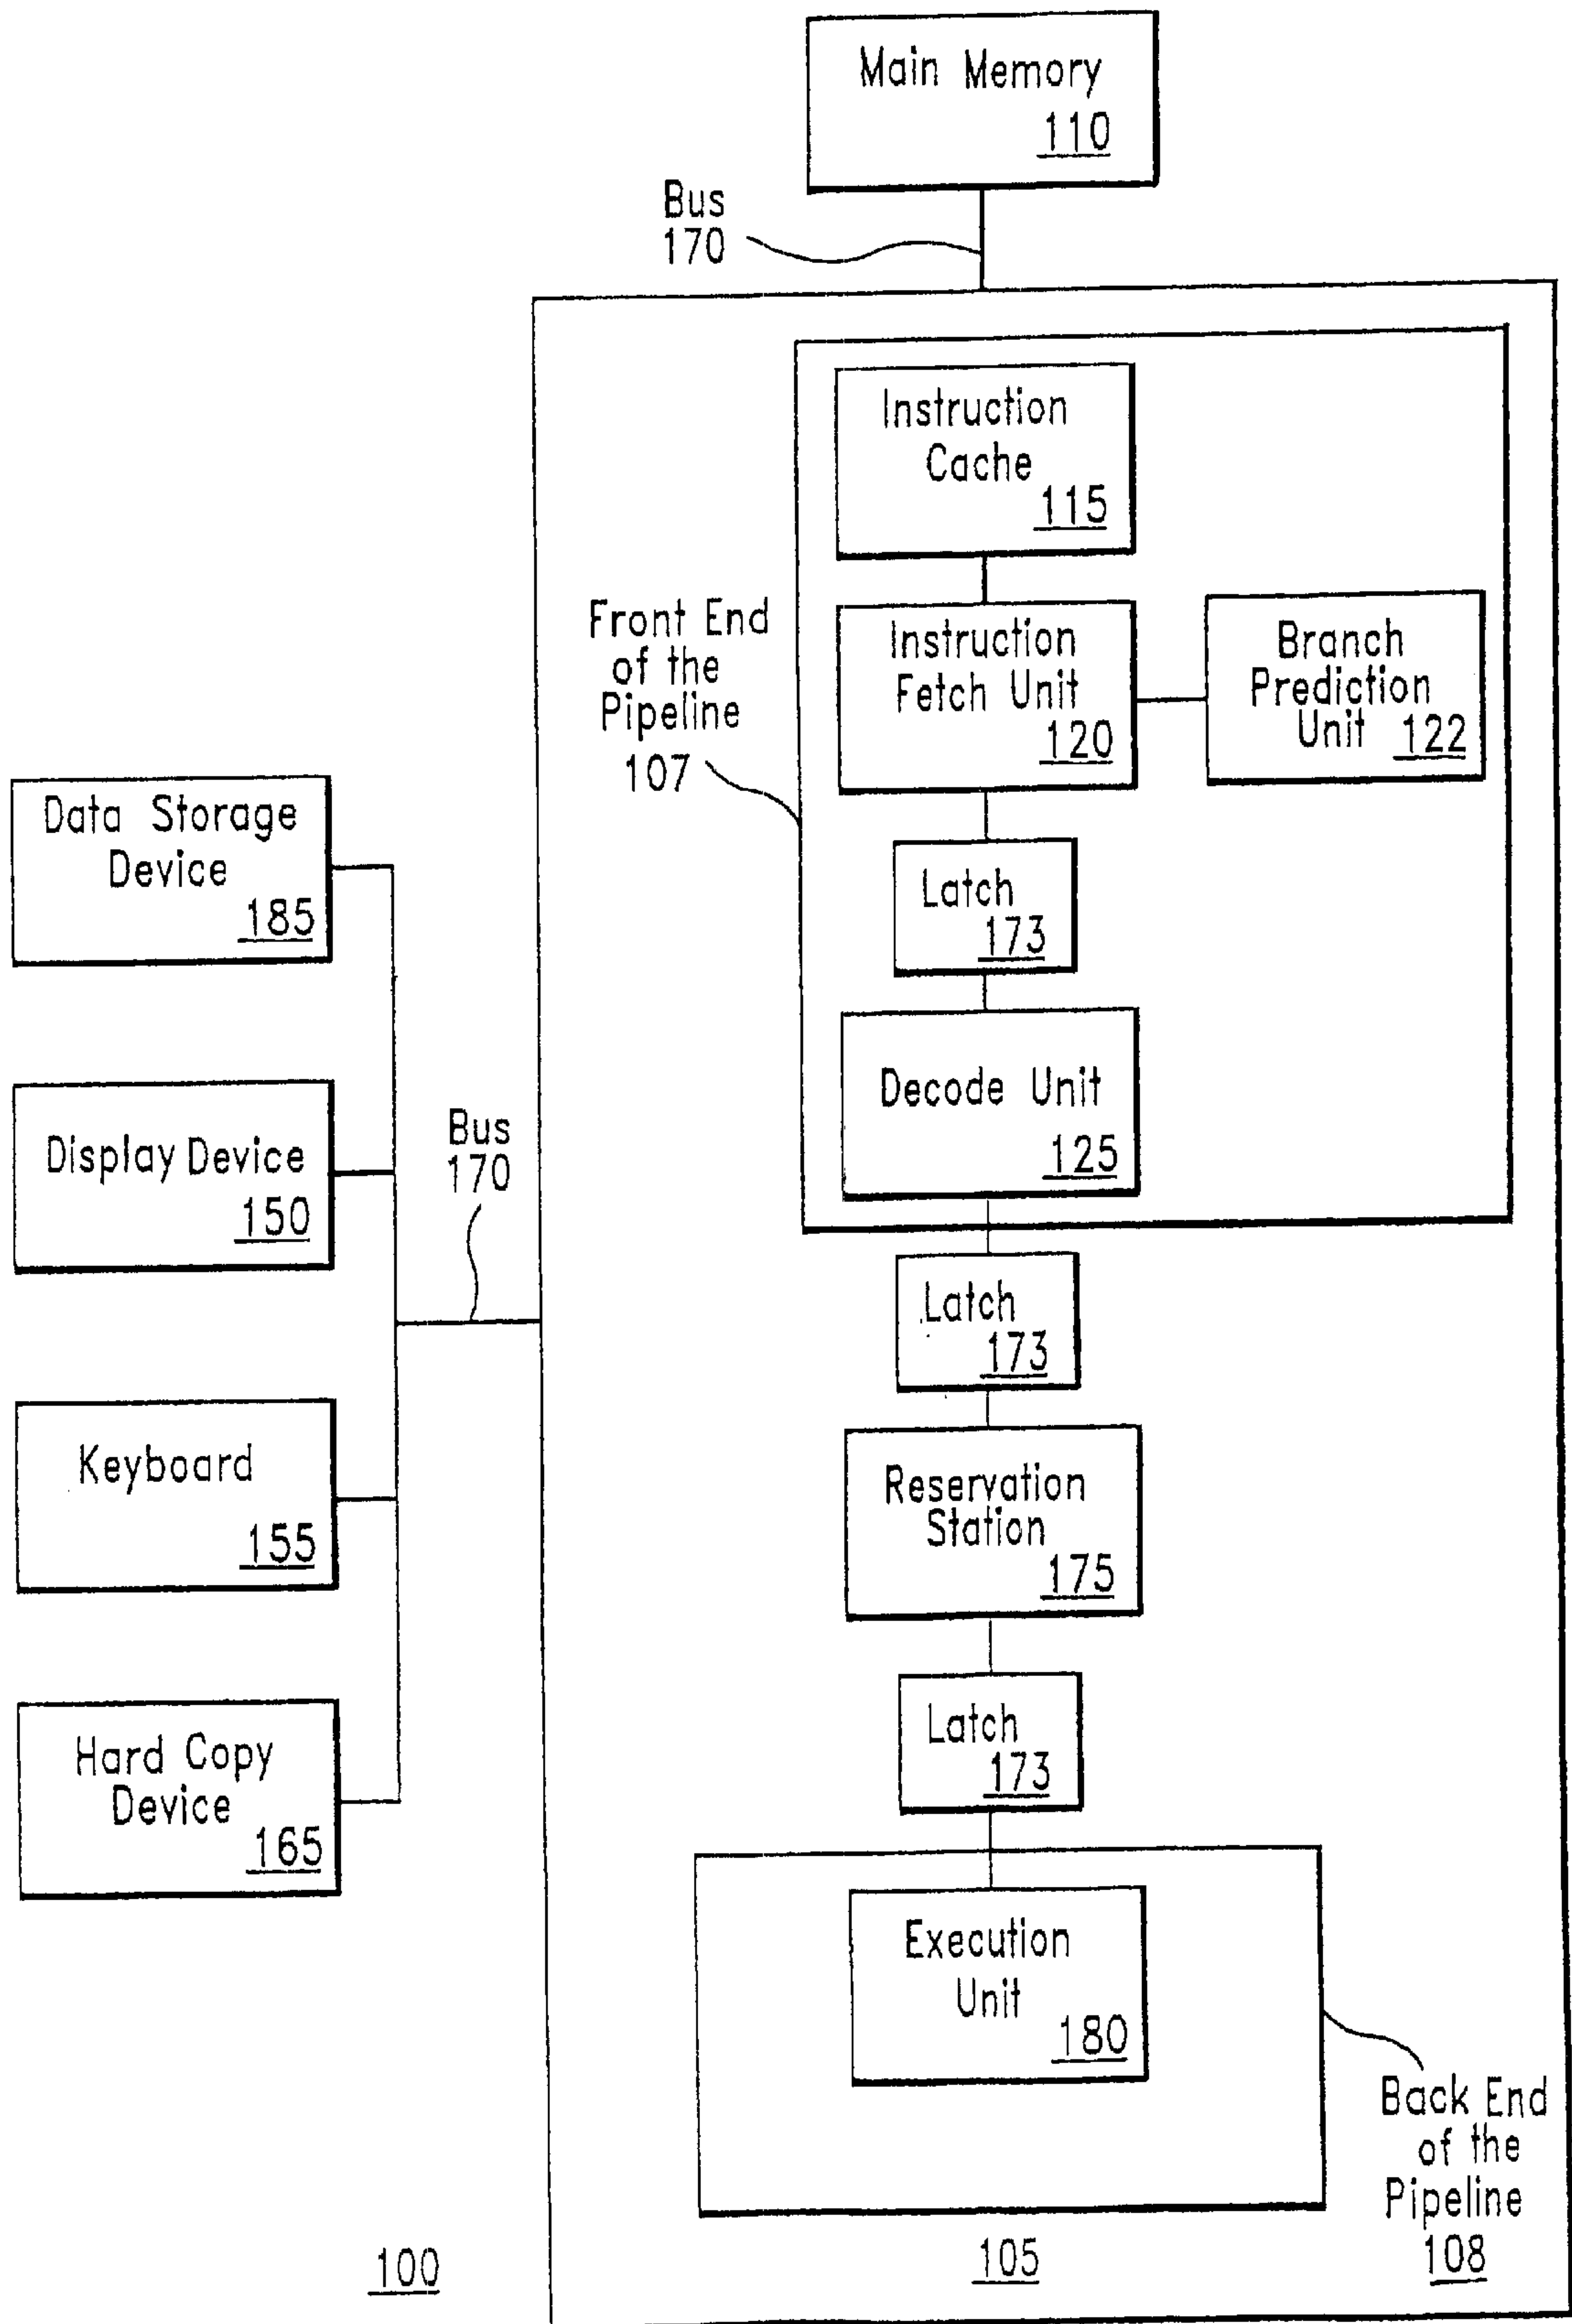 Main Memory
110
Bus
170
Instruction
Cache
115
Front End
of the
Pipeline
107
Instruction
Fetch Unit
120
Branch
Prediction
Unit 122
Latch
173
Decode Unit
125
Data Storage
Device
185
Display Device
150
Keyboard
155
Hard Copy
Device
165
Bus
170
Latch
173
Reservation
Station
175
Latch
173
Execution
Unit
180
Back End
of the
Pipeline
108
105
100